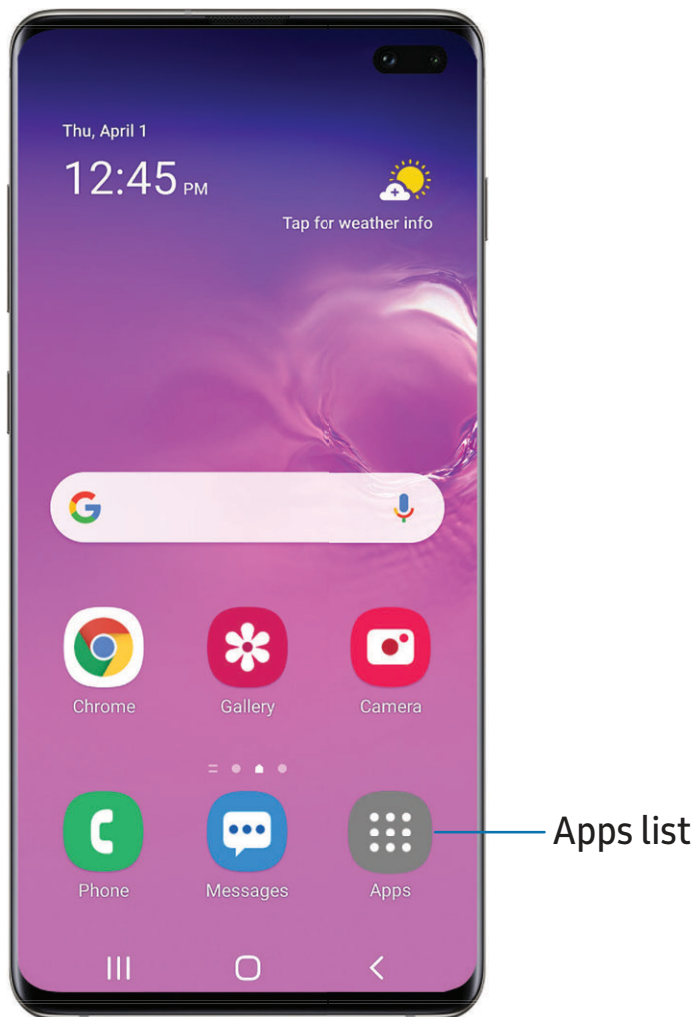 Thu, April 1
12:45 PM
Tap for weather info
G
Chrome
Gallery
Camera
Phone
Messages
Apps
Apps list